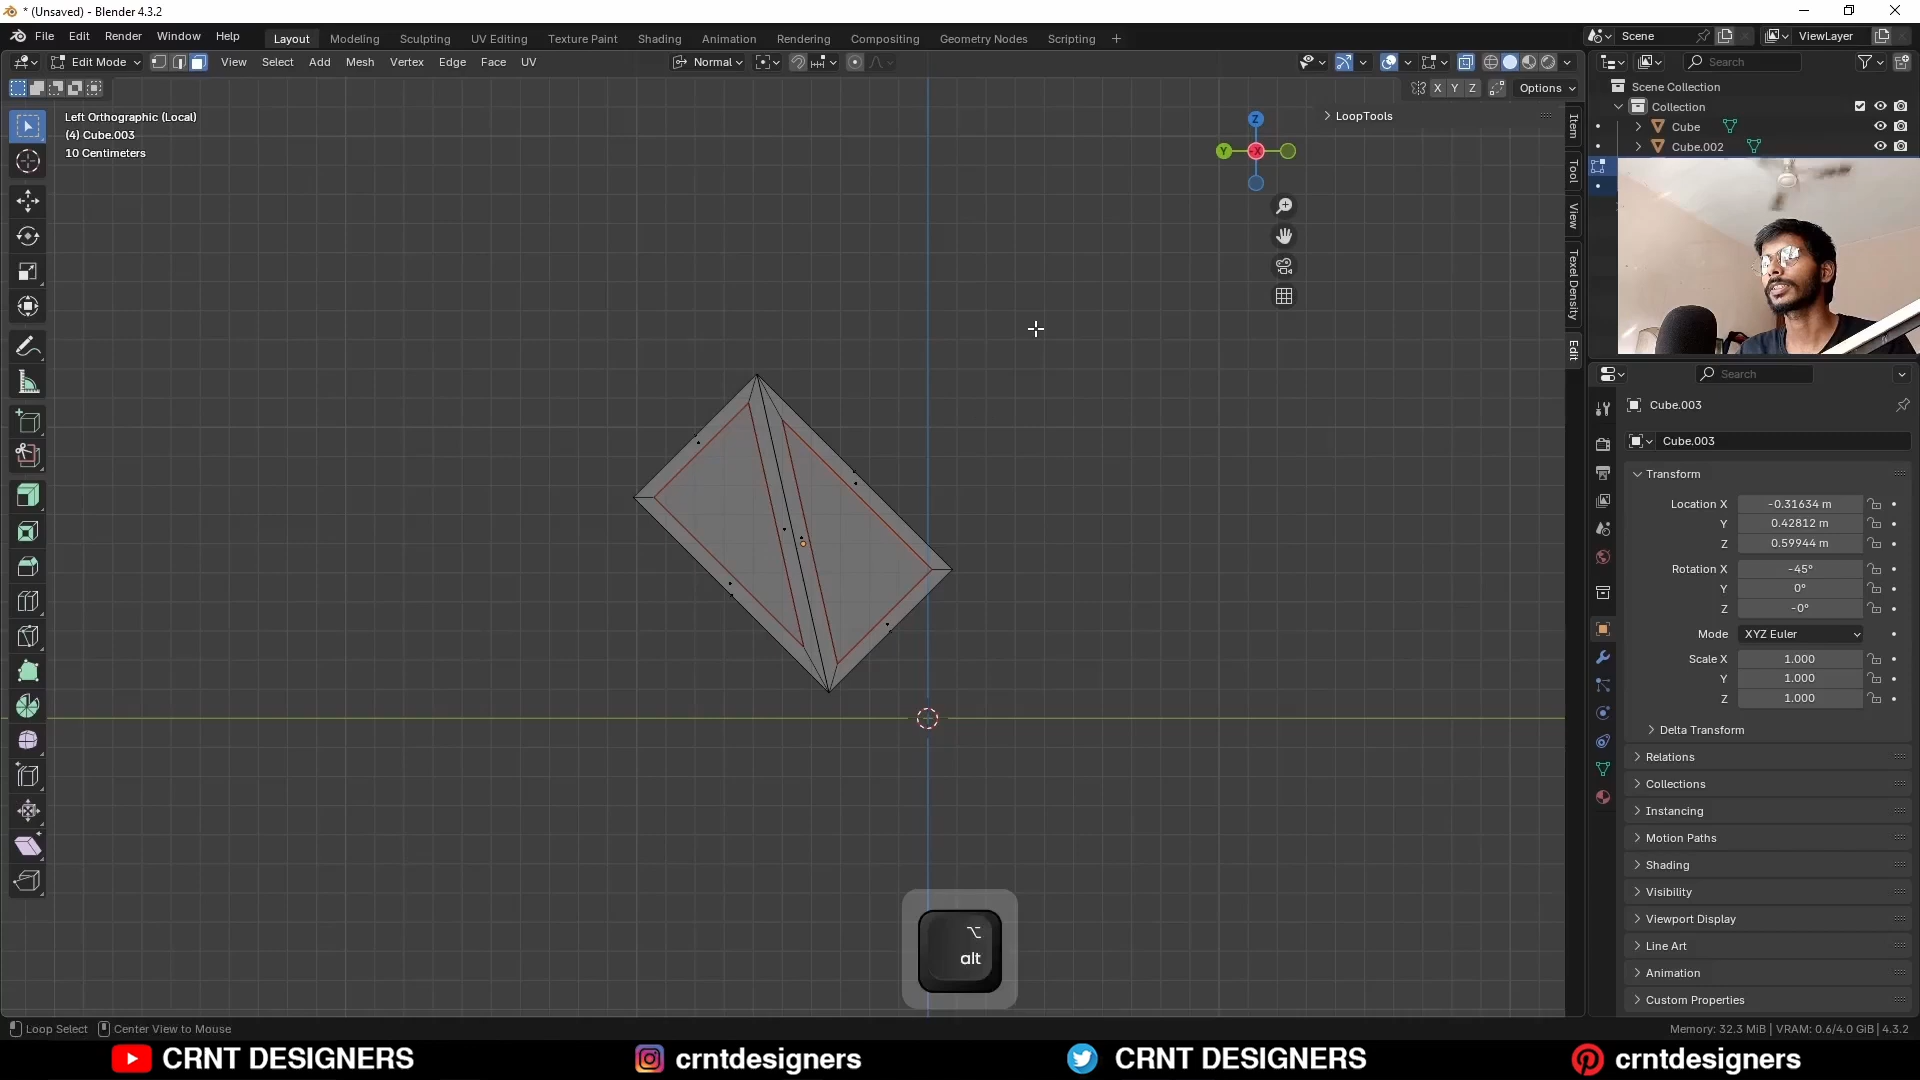 * (Unsaved) - Blender 4.3.2
File Edit Render Window Help
Layout Modeling Sculpting UV Editing Texture Paint Shading Animation Rendering Compositing Geometry Nodes Scripting +
Scene
ViewLayer
Edit Mode
View Select Add Mesh Vertex Edge Face UV
Normal
Search
X Y Z
Options
Left Orthographic (Local)
(4) Cube.003
10 Centimeters
LoopTools
Z
Y
-X
Item
Tool
View
Texel Density
Edit
Scene Collection
Collection
Cube
Cube.002
Search
Cube.003
Cube.003
Transform
Location X -0.31634 m
Y 0.42812 m
Z 0.59944 m
Rotation X -45°
Y 0°
Z -0°
Mode XYZ Euler
Scale X 1.000
Y 1.000
Z 1.000
Delta Transform
Relations
Collections
Instancing
Motion Paths
Shading
Visibility
Viewport Display
Line Art
Animation
Custom Properties
⌥
alt
Loop Select Center View to Mouse
Memory: 32.3 MiB | VRAM: 0.6/4.0 GiB | 4.3.2
CRNT DESIGNERS crntdesigners CRNT DESIGNERS crntdesigners